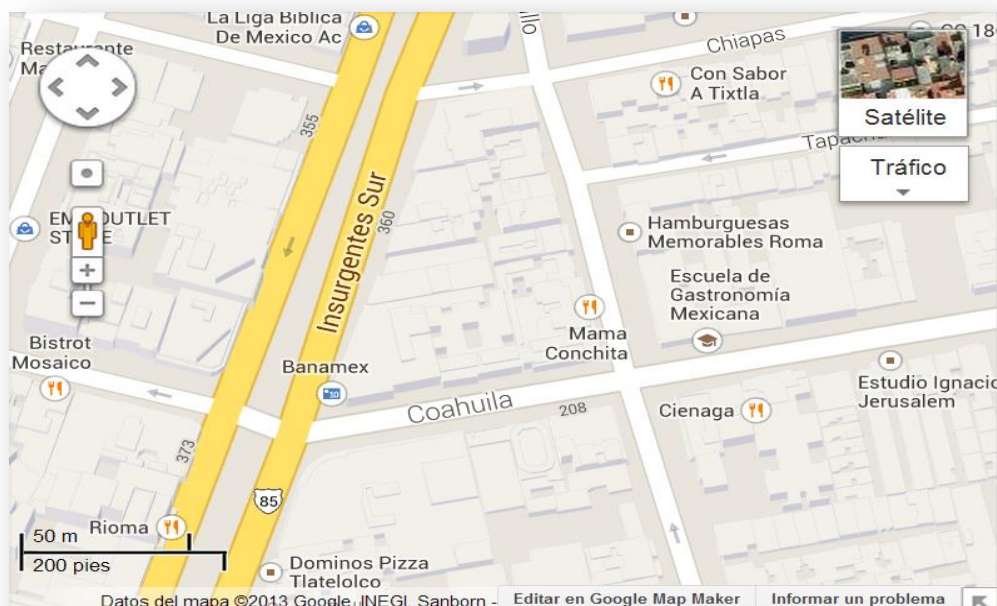 La Liga Bíblica
De Mexico Ac
Restaurante
Chiapas
Con Sabor
A Tixtla
Satélite
Tráfico
355
Insurgentes Sur
360
Hamburguesas
Memorables Roma
Escuela de
Gastronomía
Mexicana
Bistrot
Mosaico
Mama
Conchita
Banamex
Coahuila
208
Cienaga
Estudio Ignacio
Jerusalem
373
85
Rioma
50 m
200 pies
Dominos Pizza
Tlatelolco
Datos del mapa ©2013 Google, INEGI, Sanborn -
Editar en Google Map Maker
Informar un problema